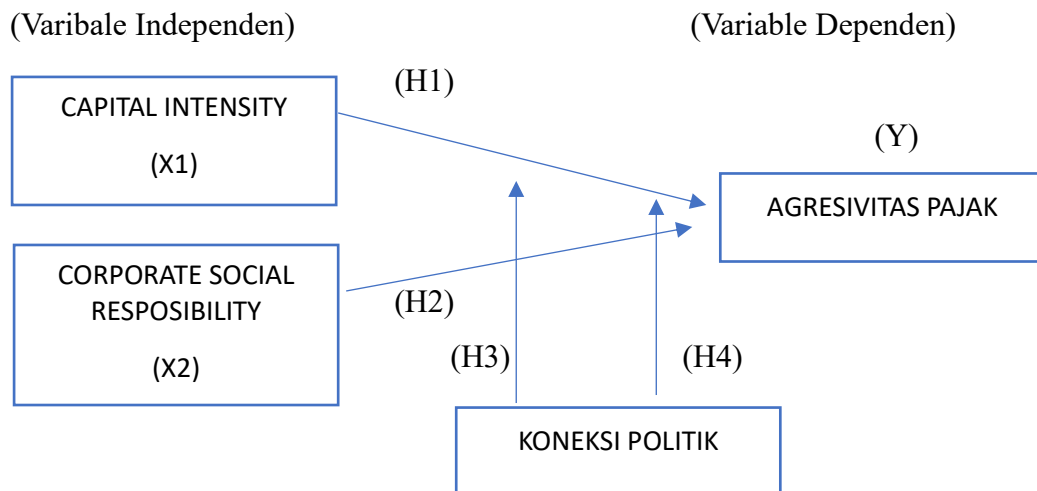 (Varibale Independen)
(Variable Dependen)
(H1)
CAPITAL INTENSITY
(X1)
(Y)
AGRESIVITAS PAJAK
CORPORATE SOCIAL
RESPOSIBILITY
(X2)
(H2)
(H3)
(H4)
KONEKSI POLITIK